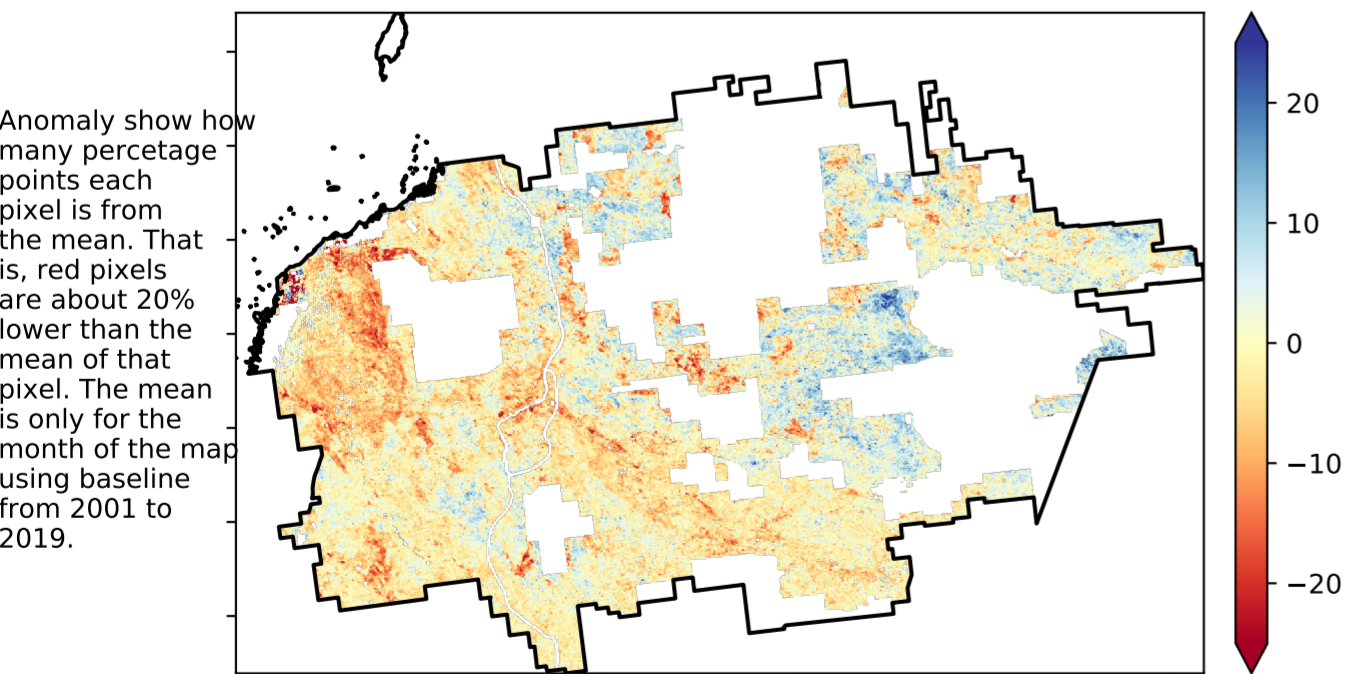 Anomaly show how
many percetage
points each
pixel is from
the mean. That
is, red pixels
are about 20%
lower than the
mean of that
pixel. The mean
is only for the
month of the map
using baseline
from 2001 to
2019.
20
10
0
−10
−20